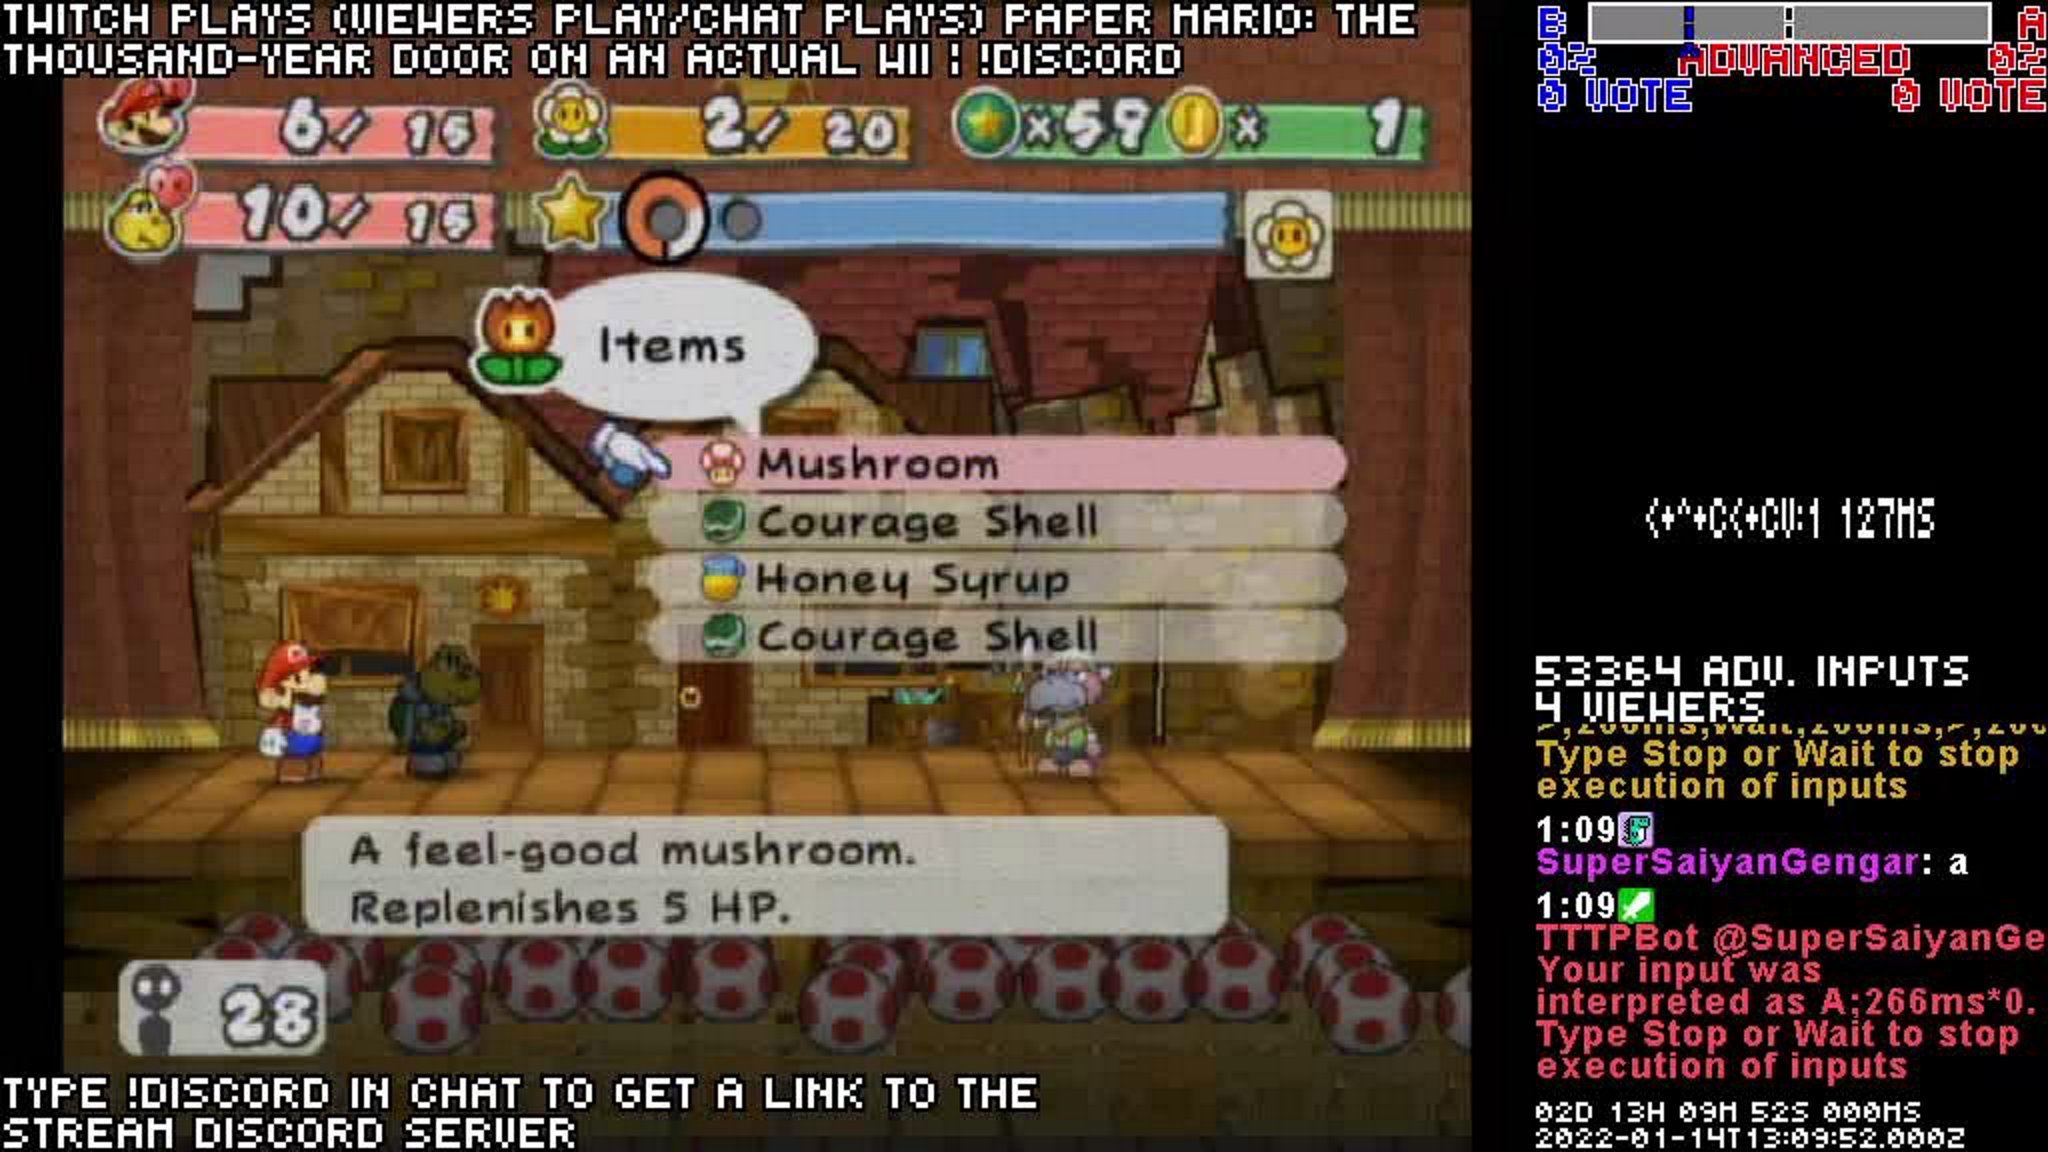 TWITCH PLAYS (VIEWERS PLAY/CHAT PLAYS) PAPER MARIO: THE
THOUSAND-YEAR DOOR ON AN ACTUAL WII | !DISCORD
B A
0% ADVANCED 0%
0 VOTE 0 VOTE
6/ 15
2/ 20
×59
× 1
10/ 15
Items
Mushroom
Courage Shell
Honey Syrup
Courage Shell
A feel-good mushroom.
Replenishes 5 HP.
28
53364 ADV. INPUTS
4 VIEWERS
Type Stop or Wait to stop
execution of inputs
1:09
SuperSaiyanGengar: a
1:09
TTTPBot @SuperSaiyanGe
Your input was
interpreted as A;266ms*0.
Type Stop or Wait to stop
execution of inputs
02D 13H 09M 52S 000MS
2022-01-14T13:09:52.000Z
TYPE !DISCORD IN CHAT TO GET A LINK TO THE
STREAM DISCORD SERVER